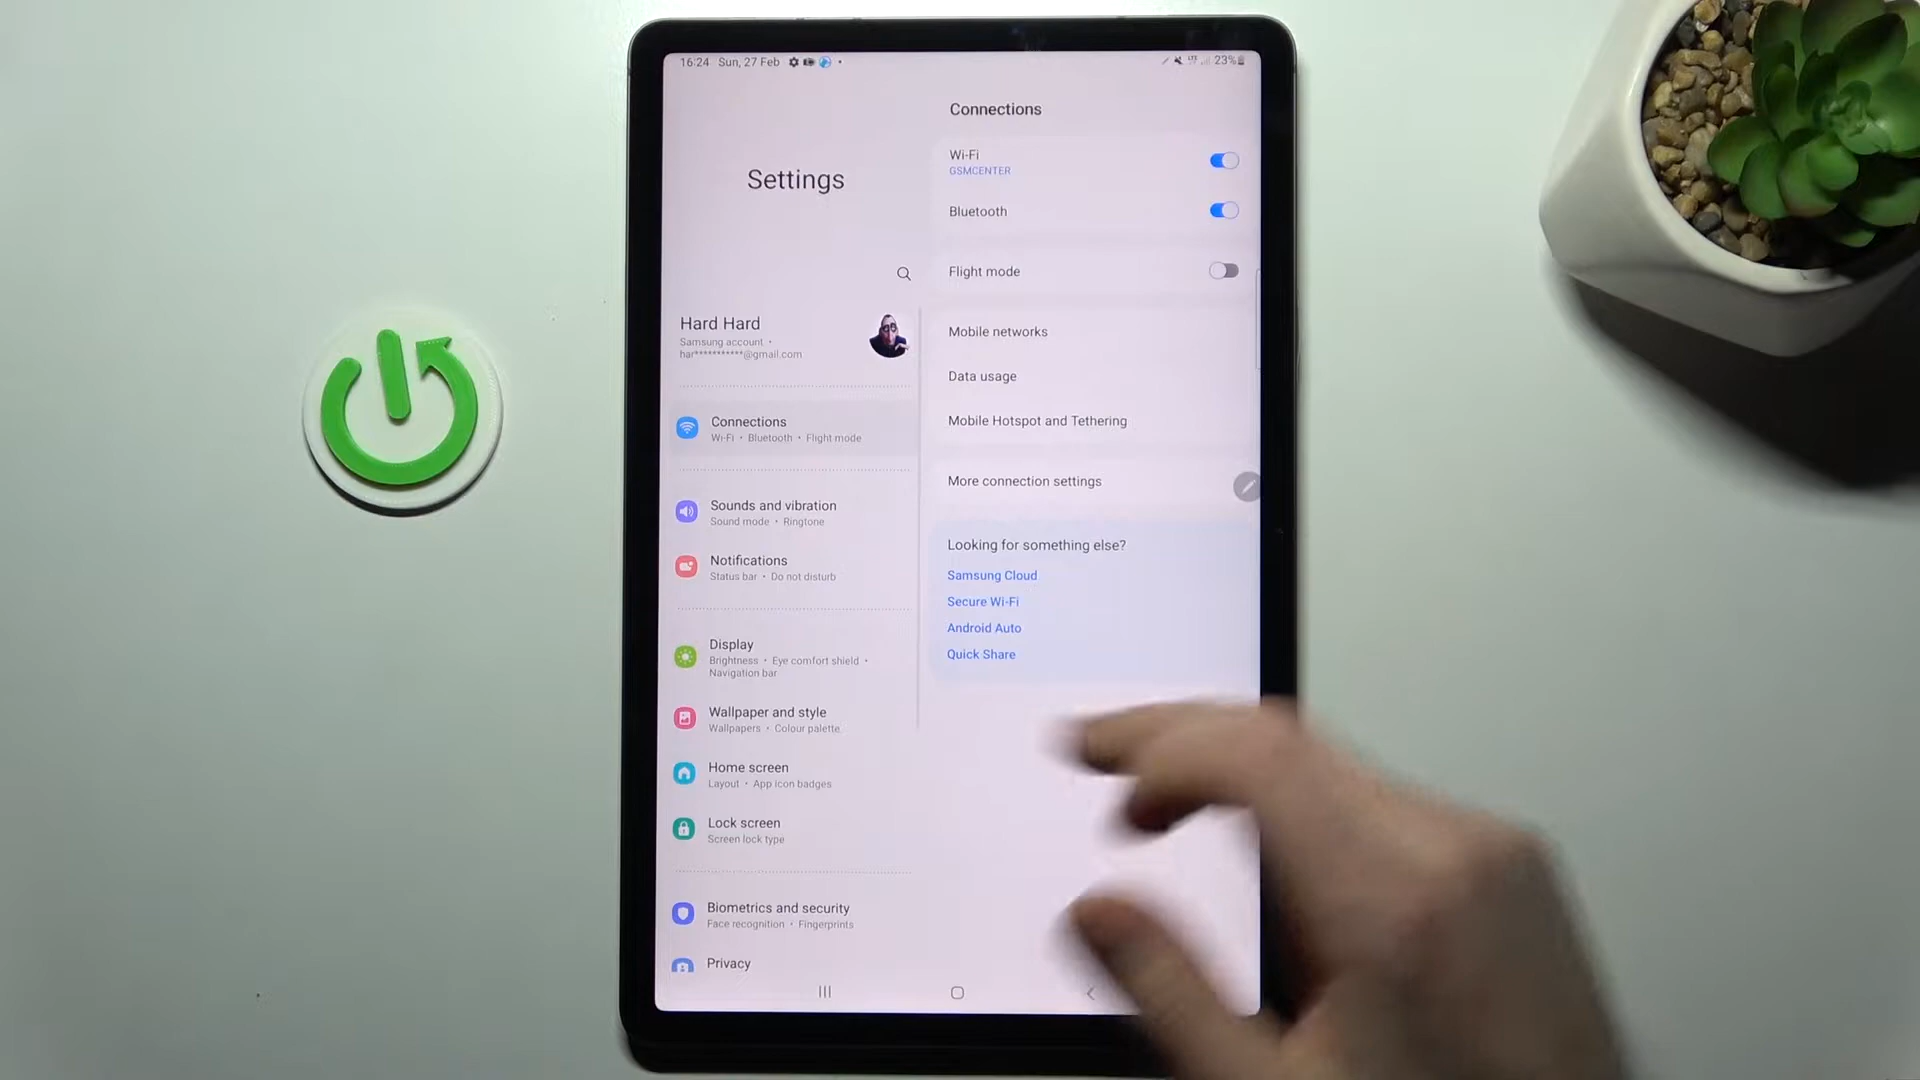 16:24 Sun, 27 Feb
23%
Settings
Hard Hard
Samsung account •
har***********@gmail.com
Connections
Wi-Fi • Bluetooth • Flight mode
Sounds and vibration
Sound mode • Ringtone
Notifications
Status bar • Do not disturb
Display
Brightness • Eye comfort shield •
Navigation bar
Wallpaper and style
Wallpapers • Colour palette
Home screen
Layout • App icon badges
Lock screen
Screen lock type
Biometrics and security
Face recognition • Fingerprints
Privacy
Connections
Wi-Fi
GSMCENTER
Bluetooth
Flight mode
Mobile networks
Data usage
Mobile Hotspot and Tethering
More connection settings
Looking for something else?
Samsung Cloud
Secure Wi-Fi
Android Auto
Quick Share